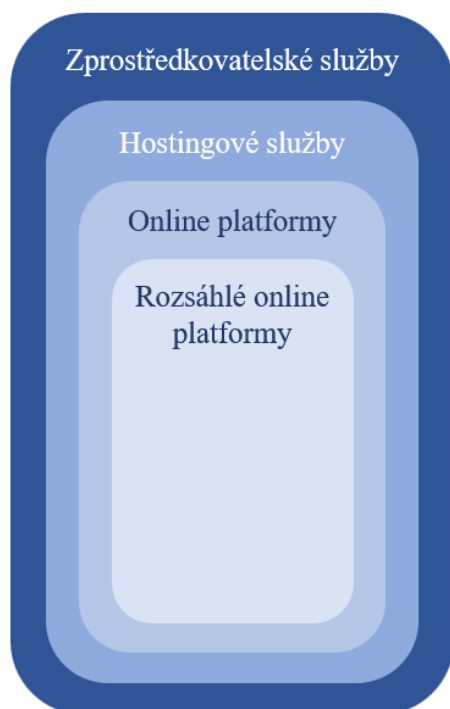 Zprostředkovatelské služby
Hostingové služby
Online platformy
Rozsáhlé online
platformy